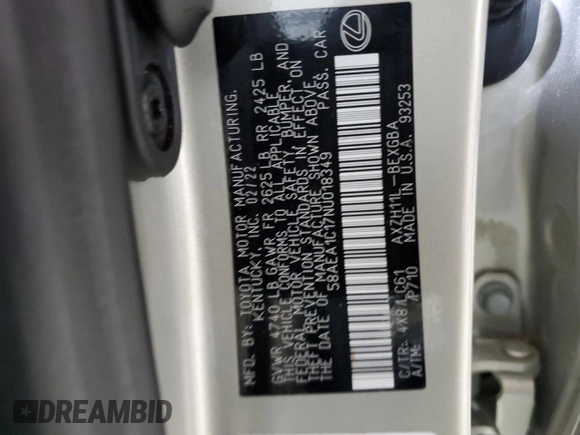 MFD. BY: TOYOTA MOTOR MANUFACTURING,
KENTUCKY, INC. 02/22
GVWR 4740 LB GAWR FR 2625 LB RR 2425 LB
THIS VEHICLE CONFORMS TO ALL APPLICABLE
FEDERAL MOTOR VEHICLE SAFETY, BUMPER, AND
THEFT PREVENTION STANDARDS IN EFFECT ON
THE DATE OF MANUFACTURE SHOWN ABOVE.
58AEA1C17NU018349 PASS. CAR
C/TR: 4X8/LC61 AXZH11L-BEXGBA
A/TM: /P710 MADE IN U.S.A. 93253
DREAMBID